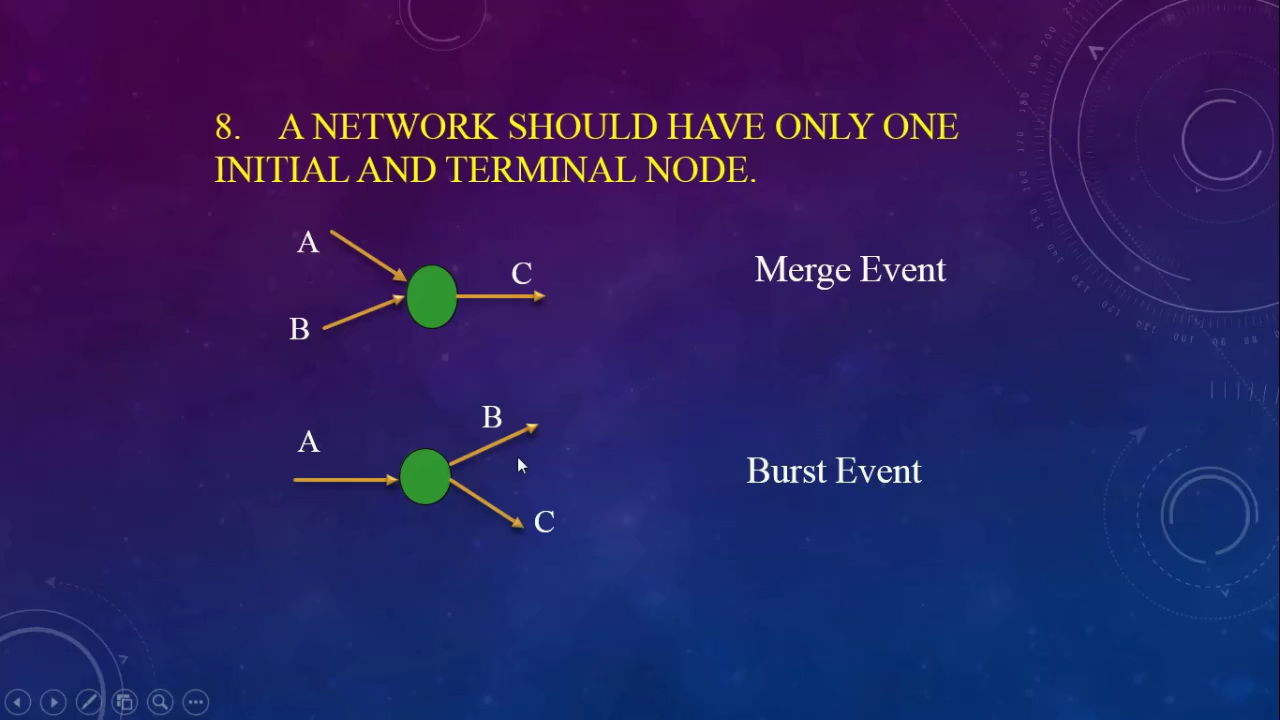 8. A NETWORK SHOULD HAVE ONLY ONE
INITIAL AND TERMINAL NODE.
A
C
Merge Event
B
B
A
Burst Event
C